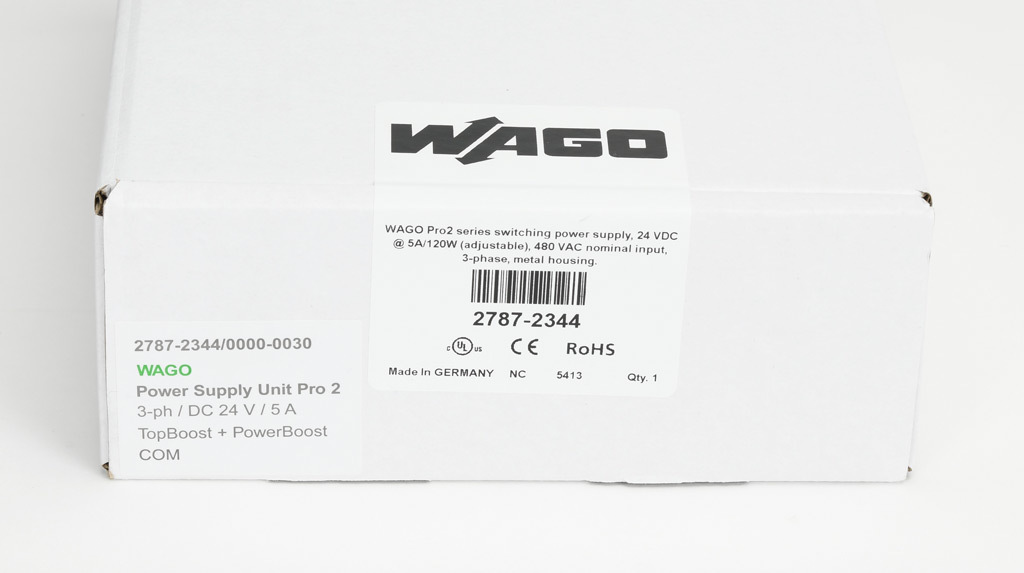 WAGO
WAGO Pro2 series switching power supply, 24 VDC
@ 5A/120W (adjustable), 480 VAC nominal input,
3-phase, metal housing.
2787-2344
c UL us CE RoHS
Made In GERMANY NC 5413 Qty. 1
2787-2344/0000-0030
WAGO
Power Supply Unit Pro 2
3-ph / DC 24 V / 5 A
TopBoost + PowerBoost
COM